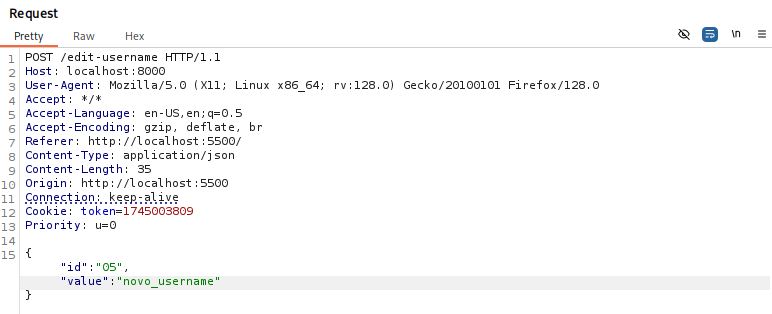 Request
Pretty Raw Hex
\n
1 POST /edit-username HTTP/1.1
2 Host: localhost:8000
3 User-Agent: Mozilla/5.0 (X11; Linux x86_64; rv:128.0) Gecko/20100101 Firefox/128.0
4 Accept: */*
5 Accept-Language: en-US,en;q=0.5
6 Accept-Encoding: gzip, deflate, br
7 Referer: http://localhost:5500/
8 Content-Type: application/json
9 Content-Length: 35
10 Origin: http://localhost:5500
11 Connection: keep-alive
12 Cookie: token=1745003809
13 Priority: u=0
14
15 {
"id":"05",
"value":"novo_username"
}